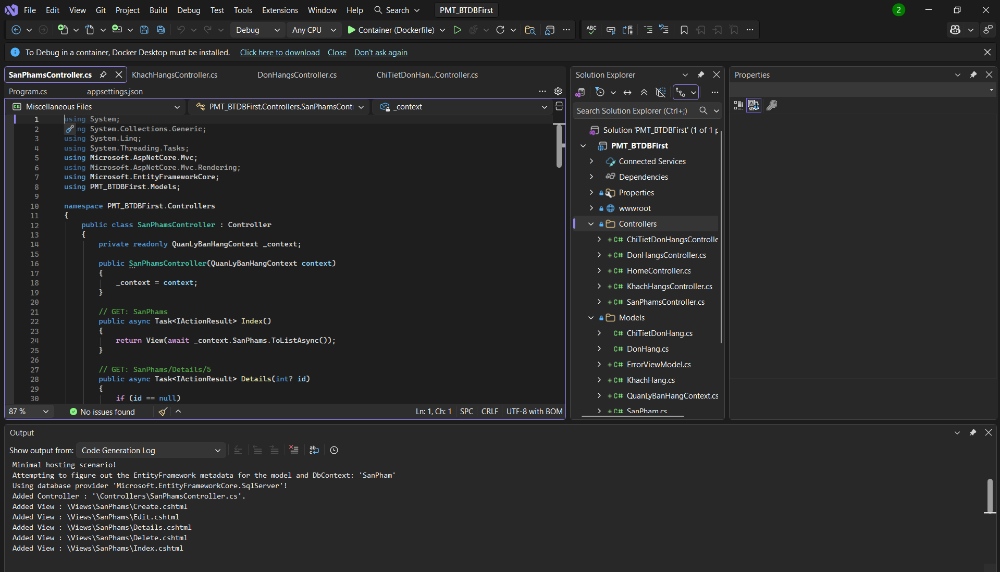 File Edit View Git Project Build Debug Test Tools Extensions Window Help Search PMT_BTDBFirst 2
Debug Any CPU Container (Dockerfile)
To Debug in a container, Docker Desktop must be installed. Click here to download Close Don't ask again
SanPhamsController.cs KhachHangsController.cs DonHangsController.cs ChiTietDonHan...Controller.cs
Program.cs appsettings.json
Miscellaneous Files PMT_BTDBFirst.Controllers.SanPhamsContr _context
1 using System;
2 ng System.Collections.Generic;
3 using System.Linq;
4 using System.Threading.Tasks;
5 using Microsoft.AspNetCore.Mvc;
6 using Microsoft.AspNetCore.Mvc.Rendering;
7 using Microsoft.EntityFrameworkCore;
8 using PMT_BTDBFirst.Models;
9
10 namespace PMT_BTDBFirst.Controllers
11 {
12 public class SanPhamsController : Controller
13 {
14 private readonly QuanLyBanHangContext _context;
15
16 public SanPhamsController(QuanLyBanHangContext context)
17 {
18 _context = context;
19 }
20
21 // GET: SanPhams
22 public async Task<IActionResult> Index()
23 {
24 return View(await _context.SanPhams.ToListAsync());
25 }
26
27 // GET: SanPhams/Details/5
28 public async Task<IActionResult> Details(int? id)
29 {
30 if (id == null)
87 % No issues found Ln: 1, Ch: 1 SPC CRLF UTF-8 with BOM
Solution Explorer
Search Solution Explorer (Ctrl+;)
Solution 'PMT_BTDBFirst' (1 of 1 p
PMT_BTDBFirst
Connected Services
Dependencies
Properties
wwwroot
Controllers
C# ChiTietDonHangsControlle
C# DonHangsController.cs
C# HomeController.cs
C# KhachHangsController.cs
C# SanPhamsController.cs
Models
C# ChiTietDonHang.cs
C# DonHang.cs
C# ErrorViewModel.cs
C# KhachHang.cs
C# QuanLyBanHangContext.cs
C# SanPham.cs
Properties
Output
Show output from: Code Generation Log
Minimal hosting scenario!
Attempting to figure out the EntityFramework metadata for the model and DbContext: 'SanPham'
Using database provider 'Microsoft.EntityFrameworkCore.SqlServer'!
Added Controller : '\Controllers\SanPhamsController.cs'.
Added View : \Views\SanPhams\Create.cshtml
Added View : \Views\SanPhams\Edit.cshtml
Added View : \Views\SanPhams\Details.cshtml
Added View : \Views\SanPhams\Delete.cshtml
Added View : \Views\SanPhams\Index.cshtml